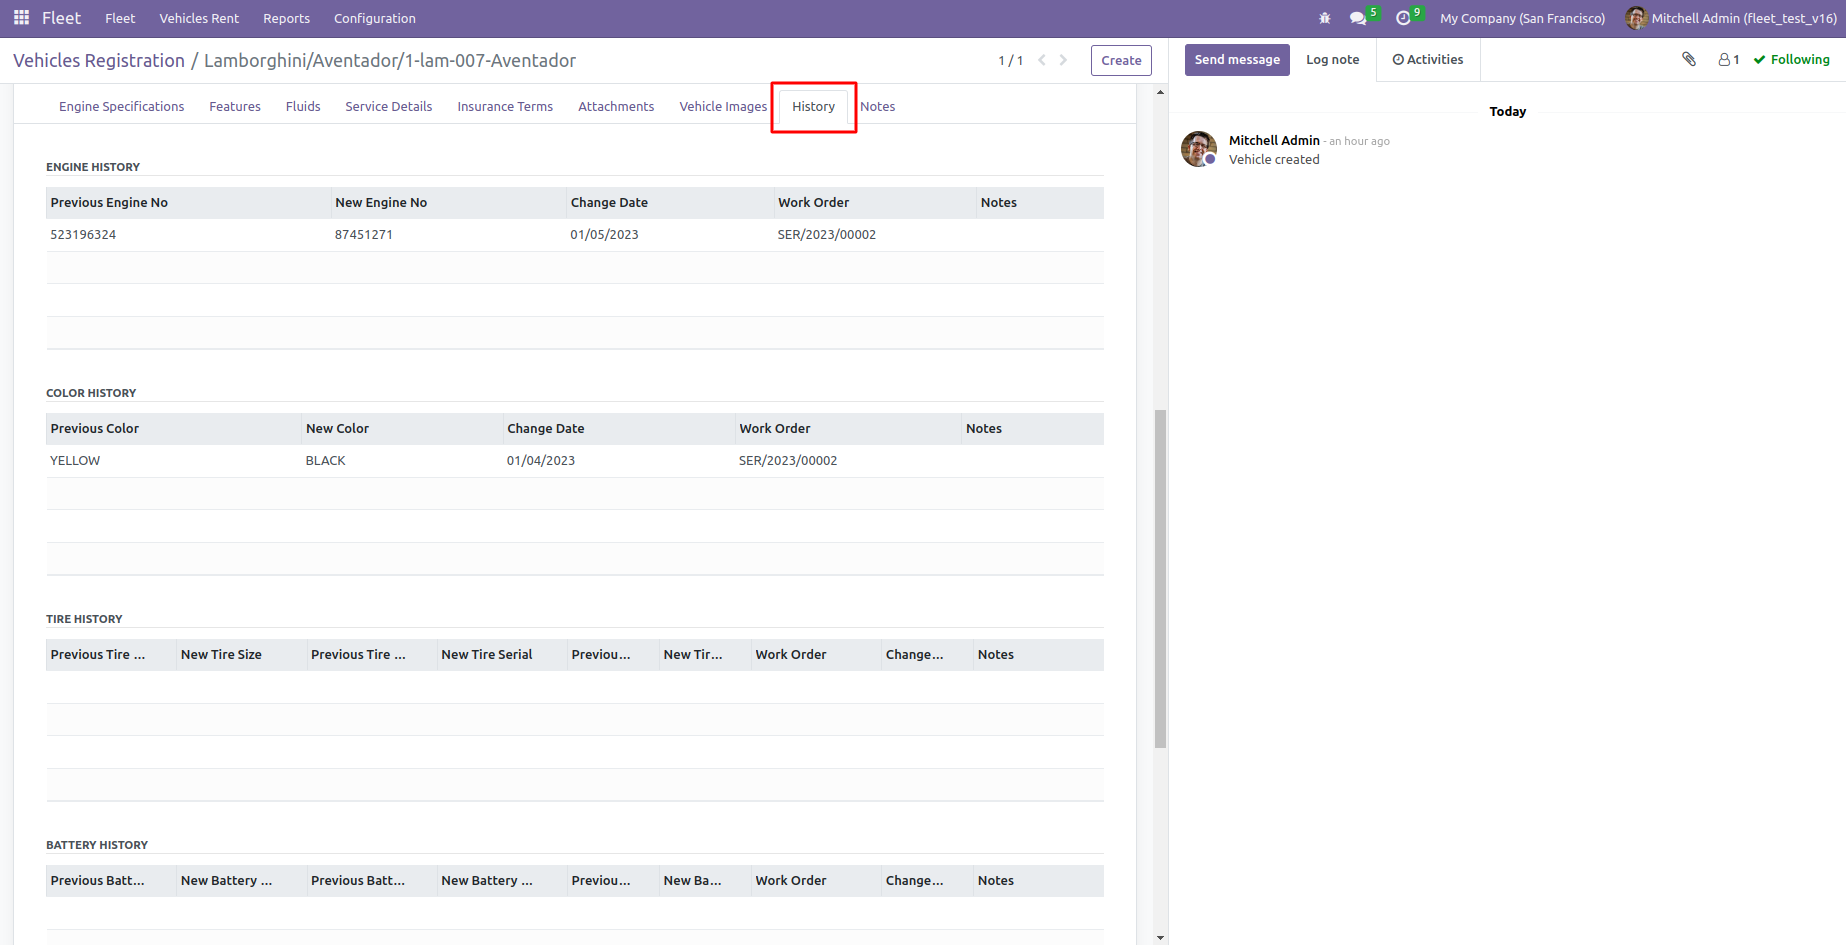 Fleet Fleet Vehicles Rent Reports Configuration 5 9 My Company (San Francisco) Mitchell Admin (fleet_test_v16)
Vehicles Registration / Lamborghini/Aventador/1-lam-007-Aventador 1 / 1 Create
Send message Log note Activities 1 Following
Engine Specifications Features Fluids Service Details Insurance Terms Attachments Vehicle Images History Notes
Today
Mitchell Admin - an hour ago
Vehicle created
ENGINE HISTORY
Previous Engine No New Engine No Change Date Work Order Notes
523196324 87451271 01/05/2023 SER/2023/00002
COLOR HISTORY
Previous Color New Color Change Date Work Order Notes
YELLOW BLACK 01/04/2023 SER/2023/00002
TIRE HISTORY
Previous Tire ... New Tire Size Previous Tire ... New Tire Serial Previou... New Tir... Work Order Change... Notes
BATTERY HISTORY
Previous Batt... New Battery ... Previous Batt... New Battery ... Previou... New Ba... Work Order Change... Notes